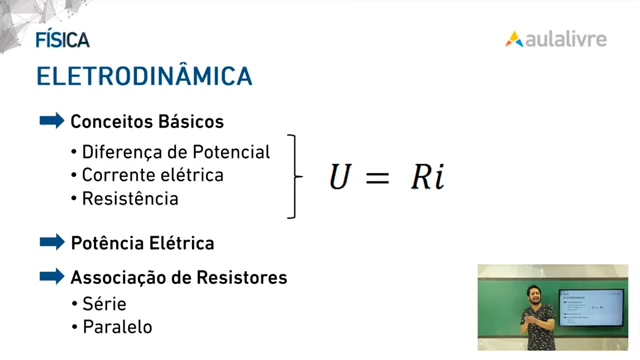 FÍSICA
aulalivre
ELETRODINÂMICA
Conceitos Básicos
• Diferença de Potencial
• Corrente elétrica
• Resistência
U = Ri
Potência Elétrica
Associação de Resistores
• Série
• Paralelo